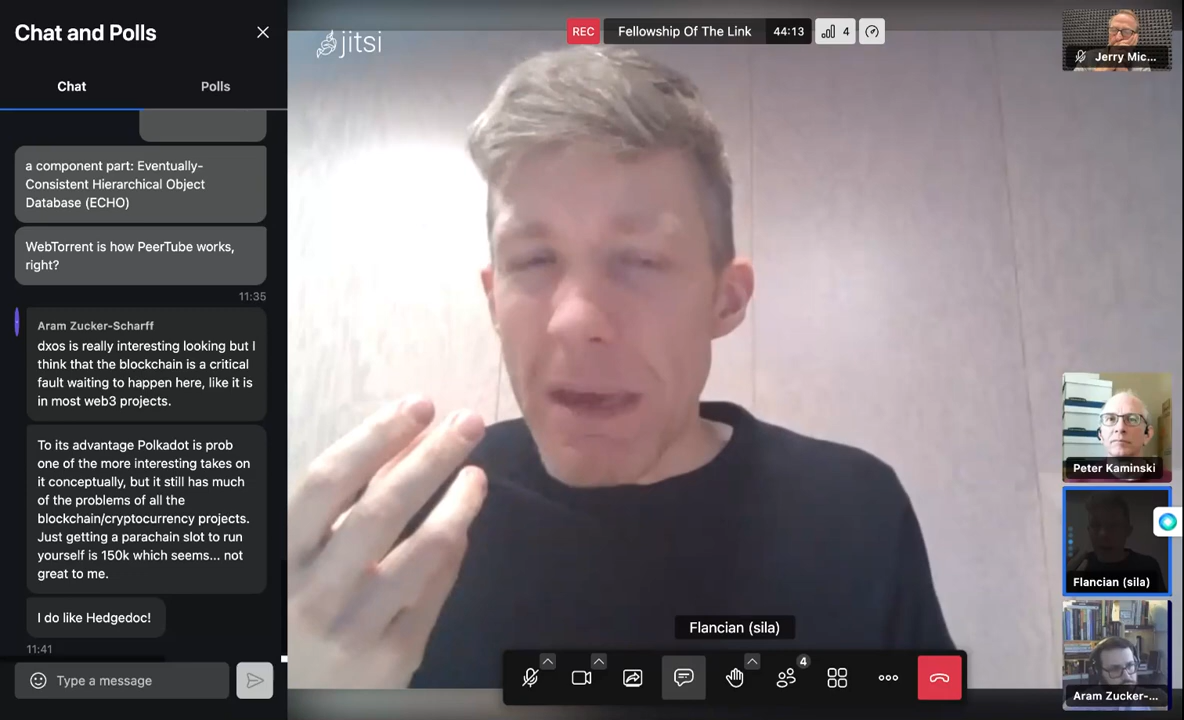 Chat and Polls
Chat
Polls
a component part: Eventually-
Consistent Hierarchical Object
Database (ECHO)
WebTorrent is how PeerTube works,
right?
11:35
Aram Zucker-Scharff
dxos is really interesting looking but I
think that the blockchain is a critical
fault waiting to happen here, like it is
in most web3 projects.
To its advantage Polkadot is prob
one of the more interesting takes on
it conceptually, but it still has much
of the problems of all the
blockchain/cryptocurrency projects.
Just getting a parachain slot to run
yourself is 150k which seems... not
great to me.
I do like Hedgedoc!
11:41
Type a message
jitsi
REC
Fellowship Of The Link
44:13
4
Flancian (sila)
4
Jerry Mic...
Peter Kaminski
Flancian (sila)
Aram Zucker-...